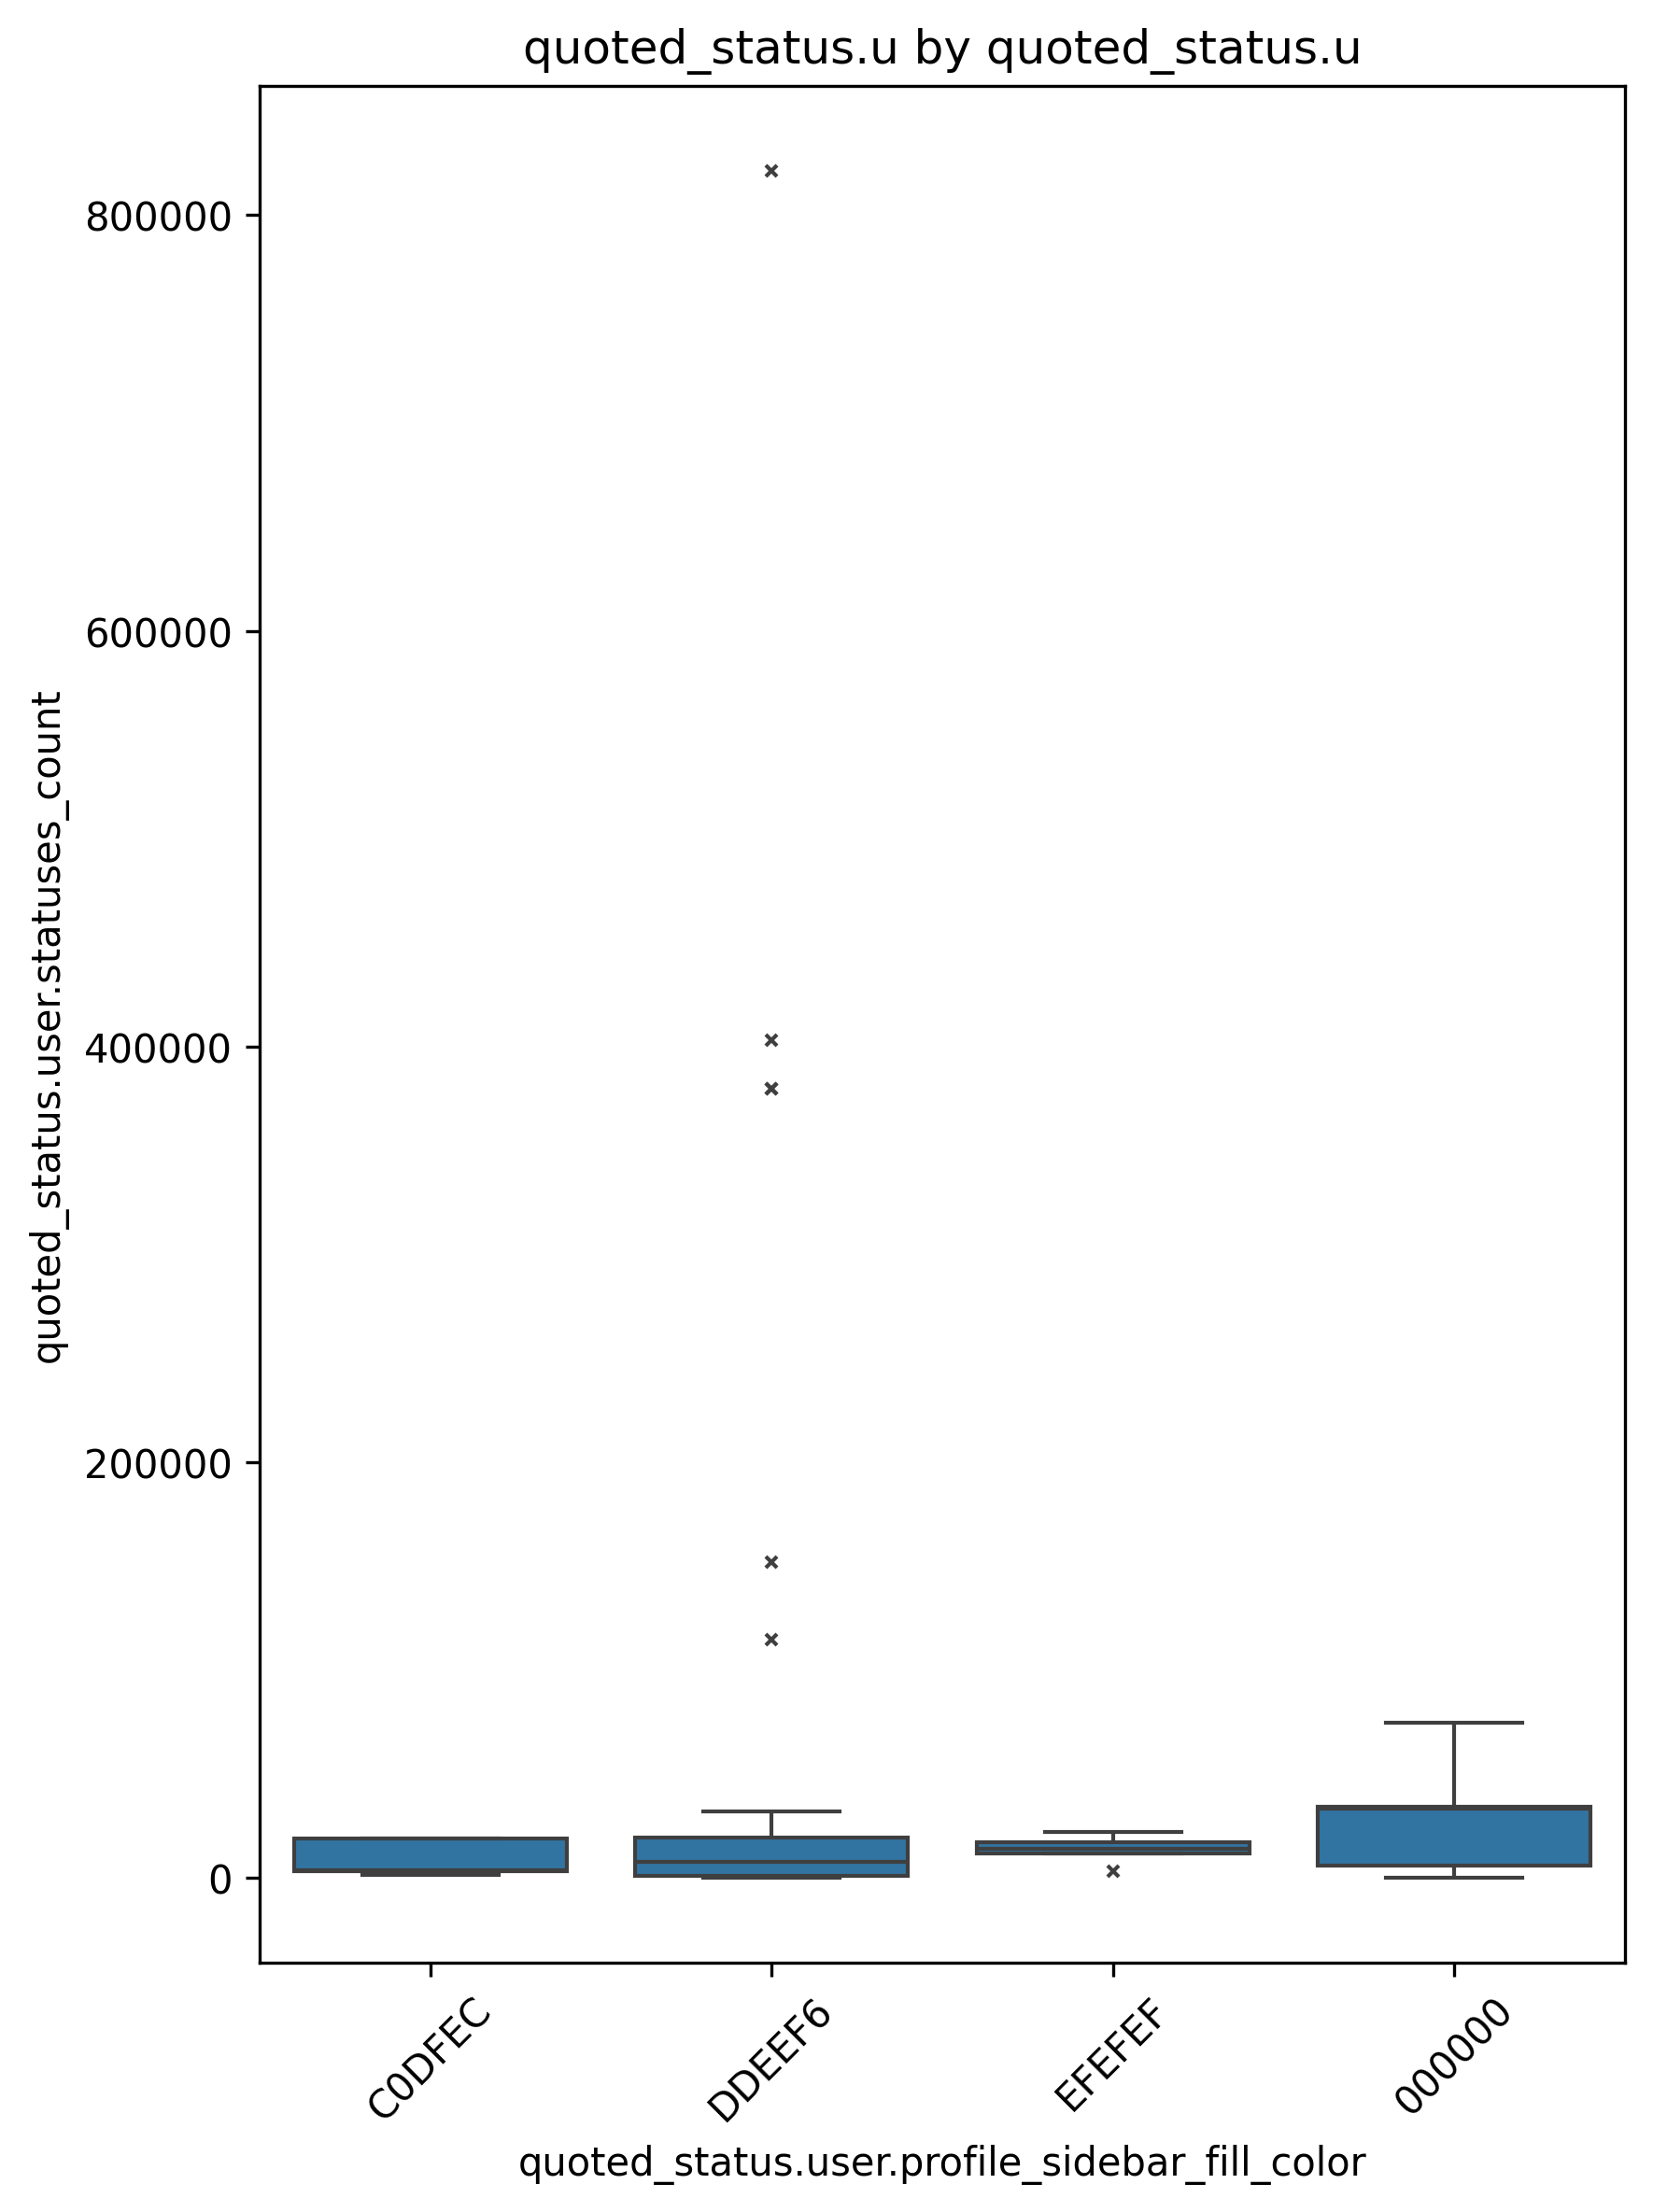 quoted_status.u by quoted_status.u
800000
600000
400000
200000
0
quoted_status.user.statuses_count
C0DFEC
DDEEF6
EFEFEF
000000
quoted_status.user.profile_sidebar_fill_color